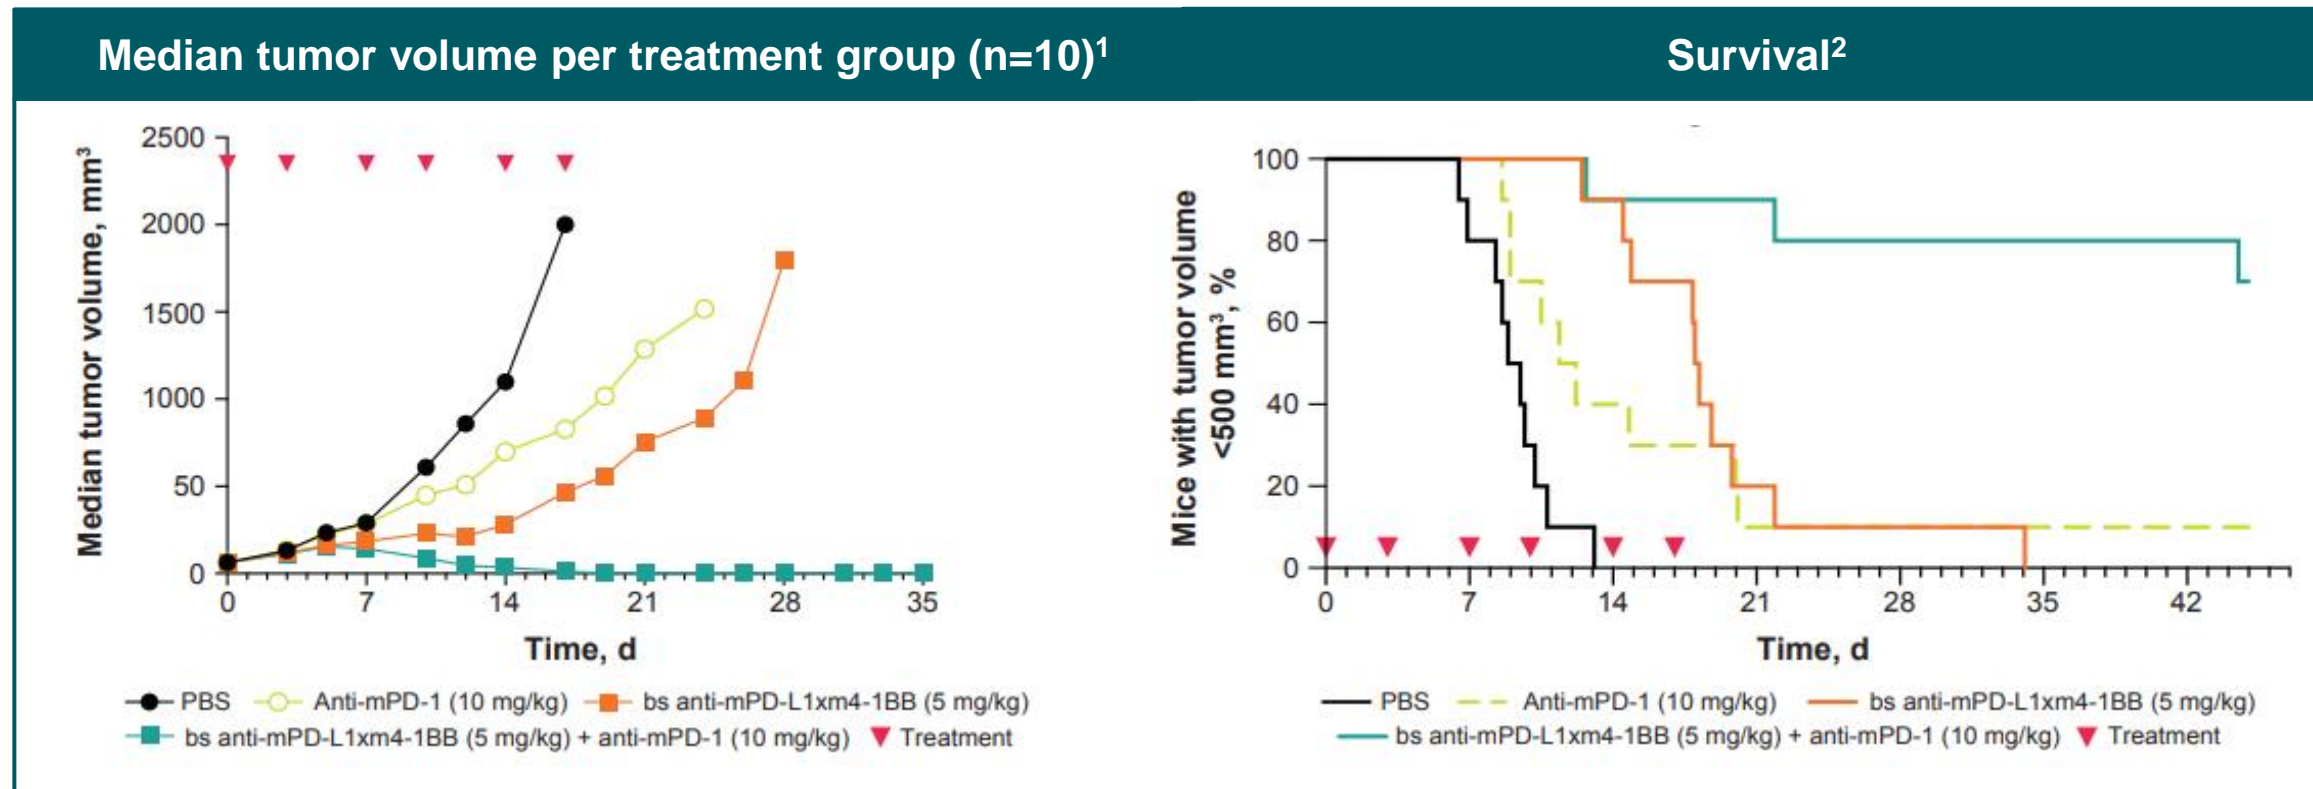 Median tumor volume per treatment group (n=10)¹
Survival²
Median tumor volume, mm³
2500
2000
1500
1000
50
0
0 7 14 21 28 35
Time, d
PBS Anti-mPD-1 (10 mg/kg) bs anti-mPD-L1xm4-1BB (5 mg/kg)
bs anti-mPD-L1xm4-1BB (5 mg/kg) + anti-mPD-1 (10 mg/kg) Treatment
Mice with tumor volume
<500 mm³, %
100
80
60
40
20
0
0 7 14 21 28 35 42
Time, d
PBS Anti-mPD-1 (10 mg/kg) bs anti-mPD-L1xm4-1BB (5 mg/kg)
bs anti-mPD-L1xm4-1BB (5 mg/kg) + anti-mPD-1 (10 mg/kg) Treatment